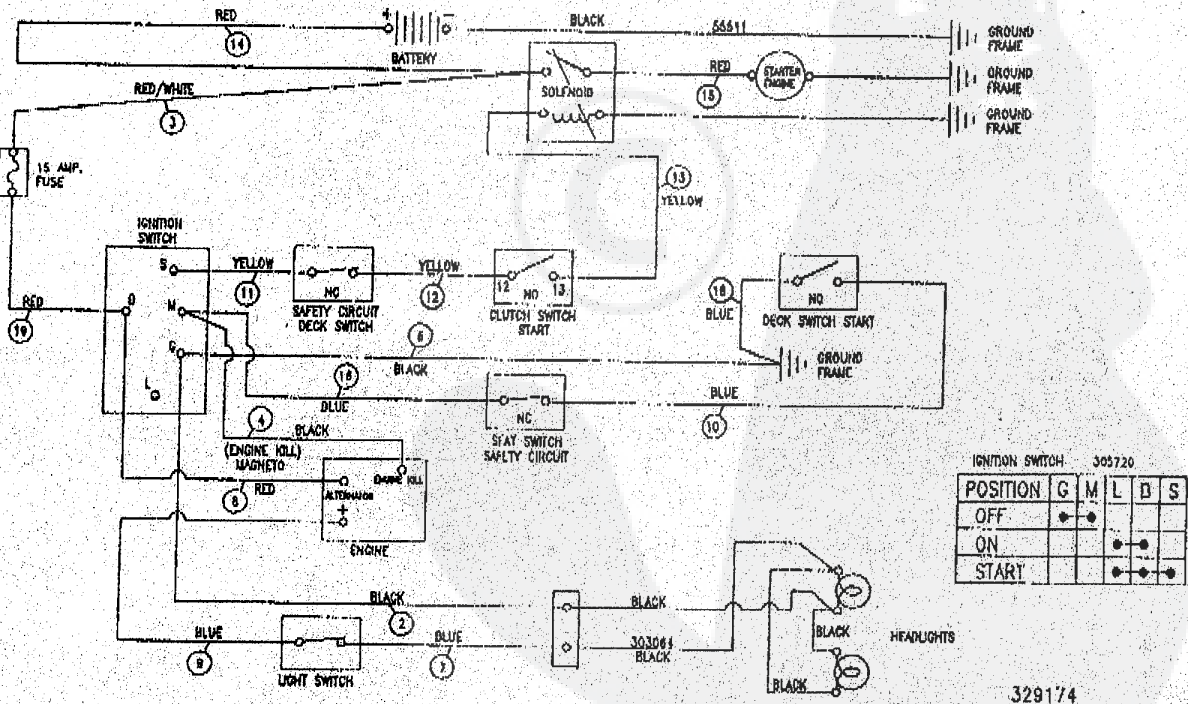 RED
14
+
-
BATTERY
BLACK
GROUND
FRAME
RED/WHITE
3
SOLENOID
RED
15
STARTER
ENGINE
GROUND
FRAME
GROUND
FRAME
15 AMP.
FUSE
13
YELLOW
IGNITION
SWITCH
S
YELLOW
11
NC
SAFETY CIRCUIT
DECK SWITCH
YELLOW
12
12
NO
13
CLUTCH SWITCH
START
18
BLUE
NO
DECK SWITCH START
RED
19
B
M
G
L
BLACK
GROUND
FRAME
BLUE
NC
SEAT SWITCH
SAFETY CIRCUIT
BLUE
10
4
(ENGINE KILL)
MAGNETO
BLACK
8
RED
ALTERNATOR
ENGINE KILL
+
ENGINE
IGNITION SWITCH 305720
POSITION G M L B S
OFF
ON
START
BLACK
2
BLACK
BLUE
9
LIGHT SWITCH
BLUE
7
303064
BLACK
BLACK
BLACK
HEADLIGHTS
329174